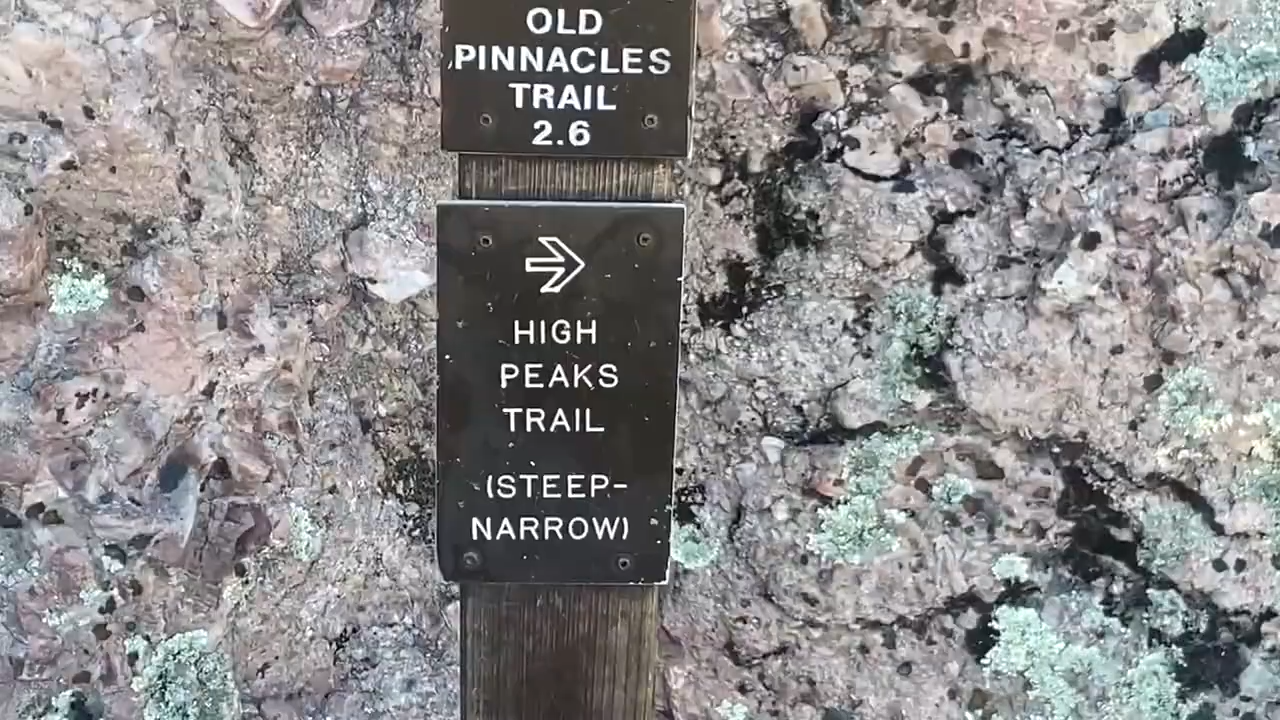 OLD
PINNACLES
TRAIL
2.6
→
HIGH
PEAKS
TRAIL
(STEEP-
NARROW)